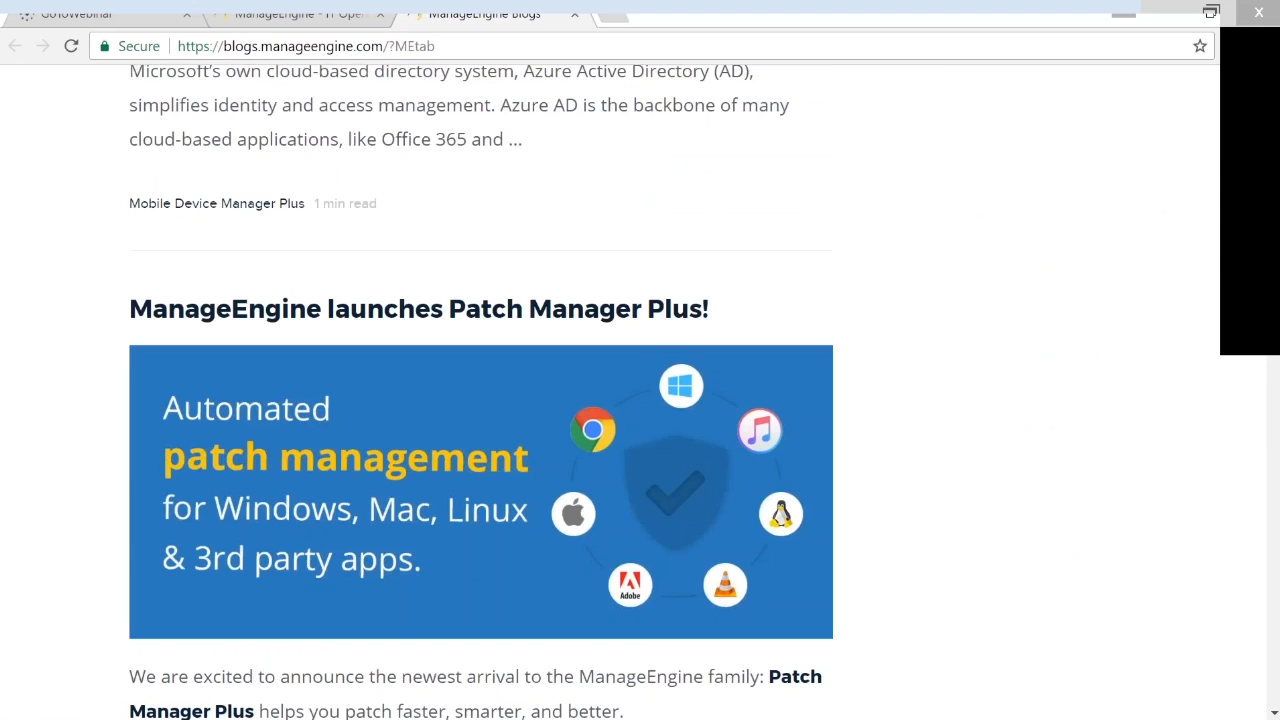 GoToWebinar
ManageEngine - IT Oper
ManageEngine Blogs
Secure
https://blogs.manageengine.com/?MEtab
Microsoft's own cloud-based directory system, Azure Active Directory (AD),
simplifies identity and access management. Azure AD is the backbone of many
cloud-based applications, like Office 365 and ...
Mobile Device Manager Plus 1 min read
ManageEngine launches Patch Manager Plus!
Automated
patch management
for Windows, Mac, Linux
& 3rd party apps.
Adobe
We are excited to announce the newest arrival to the ManageEngine family: Patch
Manager Plus helps you patch faster, smarter, and better.